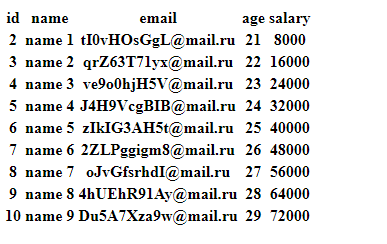 id name email age salary
2 name 1 tI0vHOsGgL@mail.ru 21 8000
3 name 2 qrZ63T71yx@mail.ru 22 16000
4 name 3 ve9o0hjH5V@mail.ru 23 24000
5 name 4 J4H9VcgBIB@mail.ru 24 32000
6 name 5 zIkIG3AH5t@mail.ru 25 40000
7 name 6 2ZLPggigm8@mail.ru 26 48000
8 name 7 oJvGfsrhdI@mail.ru 27 56000
9 name 8 4hUEhR91Ay@mail.ru 28 64000
10 name 9 Du5A7Xza9w@mail.ru 29 72000